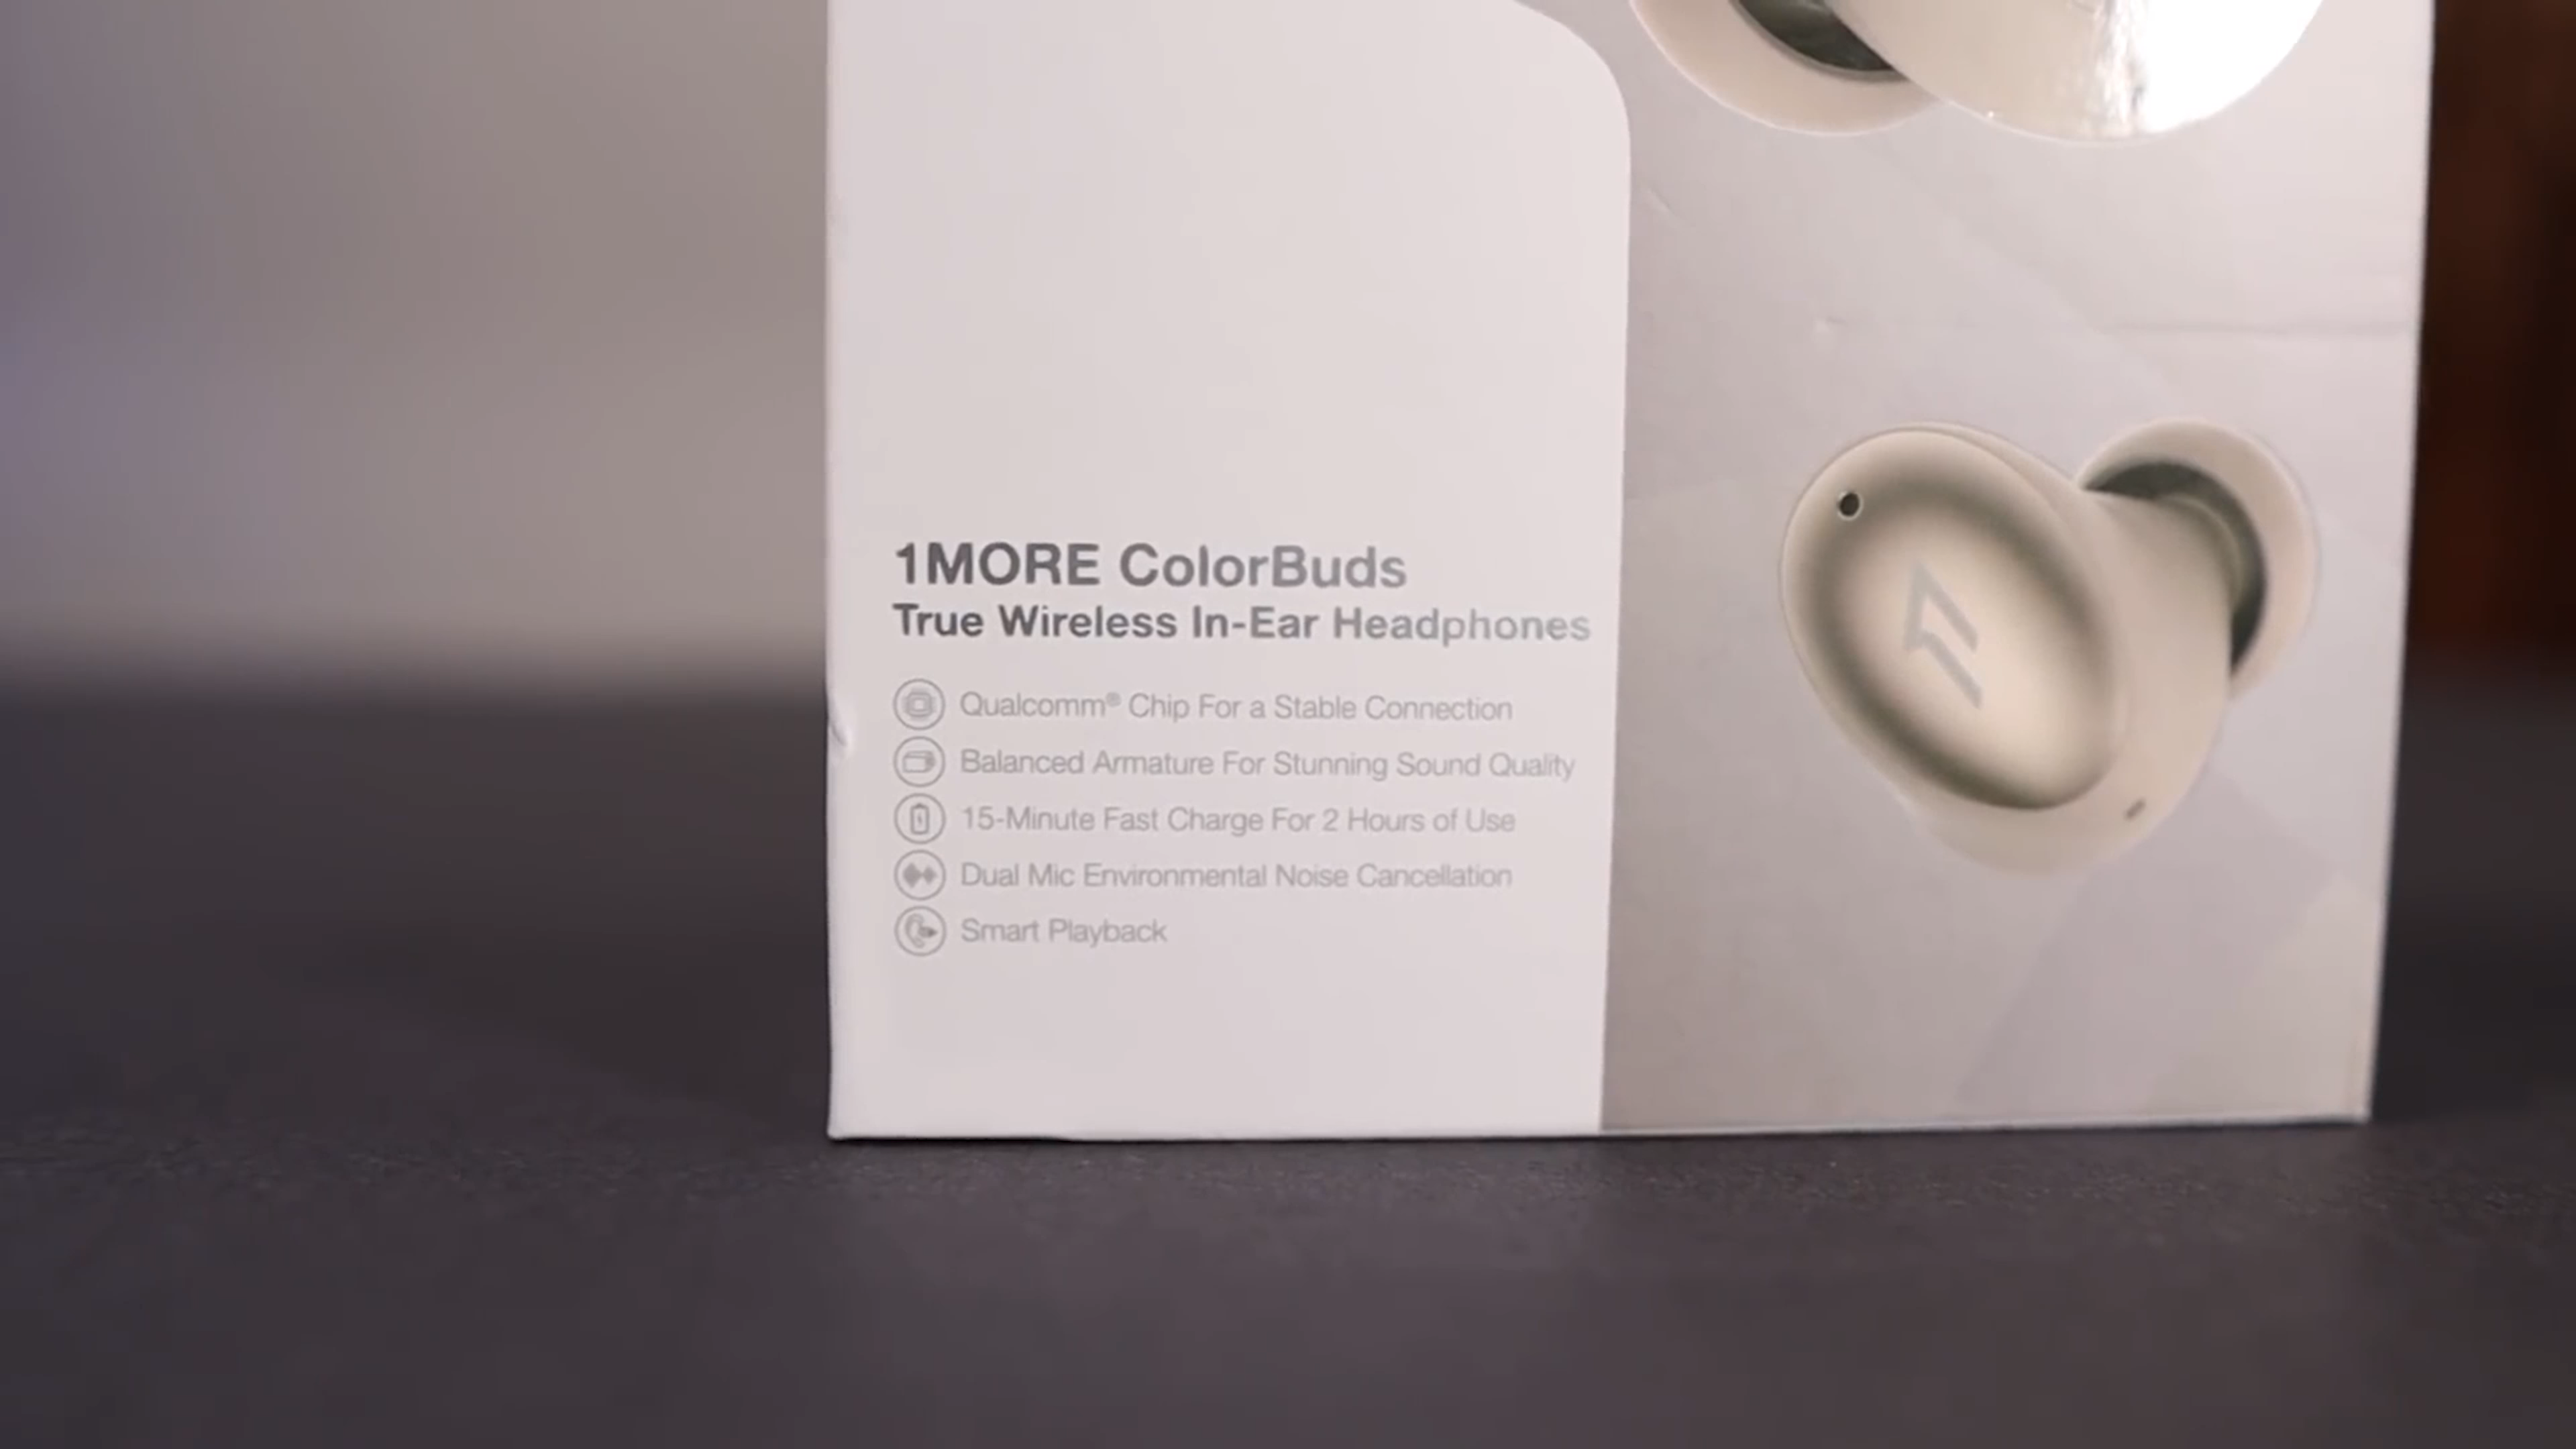 1MORE ColorBuds
True Wireless In-Ear Headphones
Qualcomm® Chip For a Stable Connection
Balanced Armature For Stunning Sound Quality
15-Minute Fast Charge For 2 Hours of Use
Dual Mic Environmental Noise Cancellation
Smart Playback